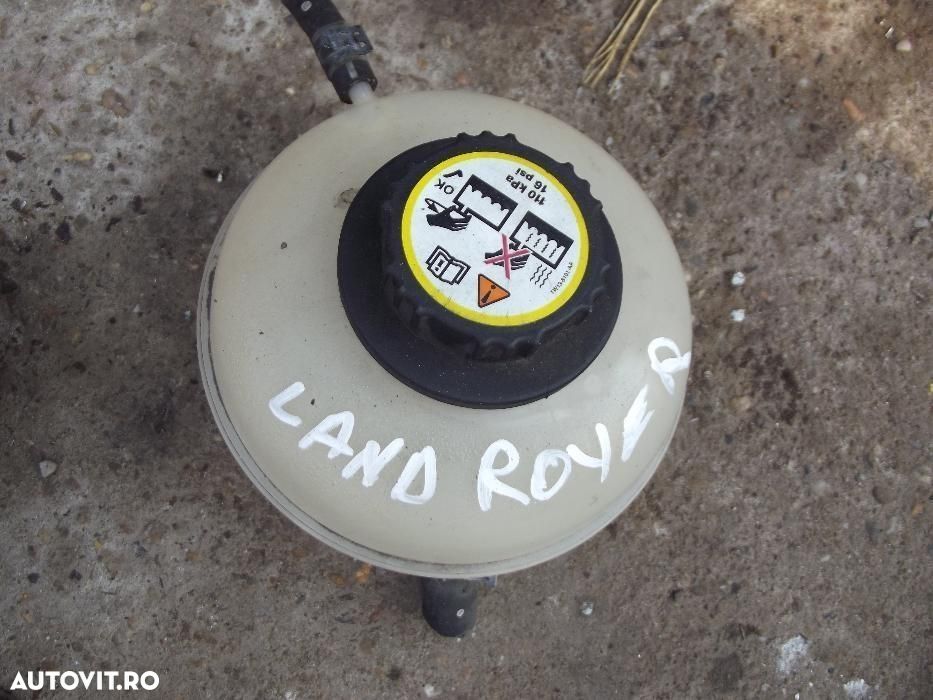 OK
110 kPa
16 psi
LAND ROVER
AUTOVIT.RO